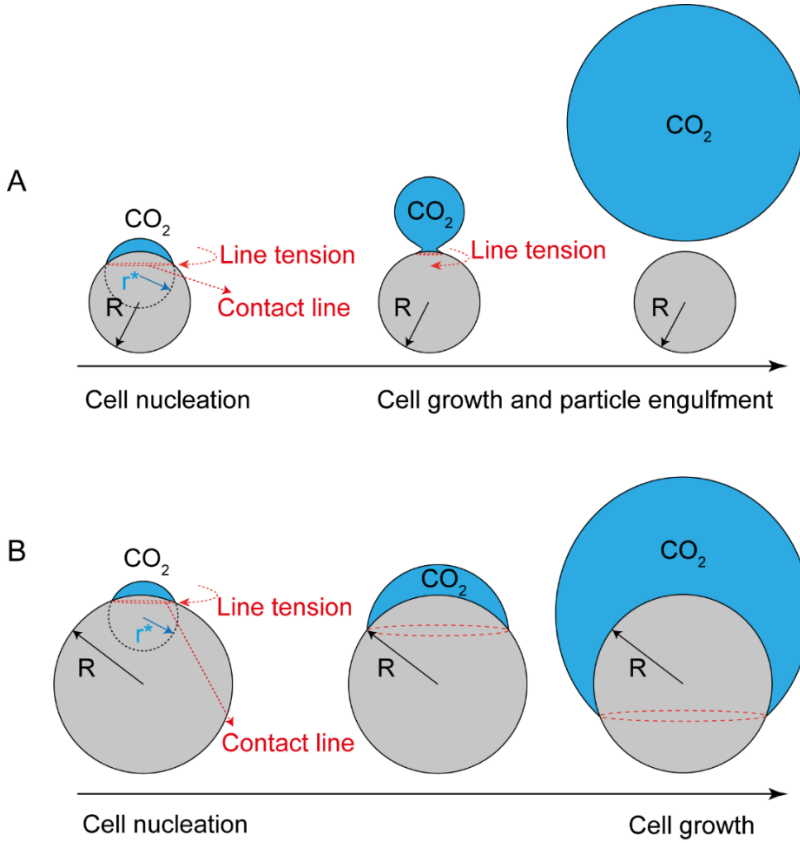 A
CO2
Line tension
r*
Contact line
R
CO2
Line tension
R
CO2
R
Cell nucleation
Cell growth and particle engulfment
B
CO2
Line tension
r*
R
Contact line
CO2
R
CO2
R
Cell nucleation
Cell growth